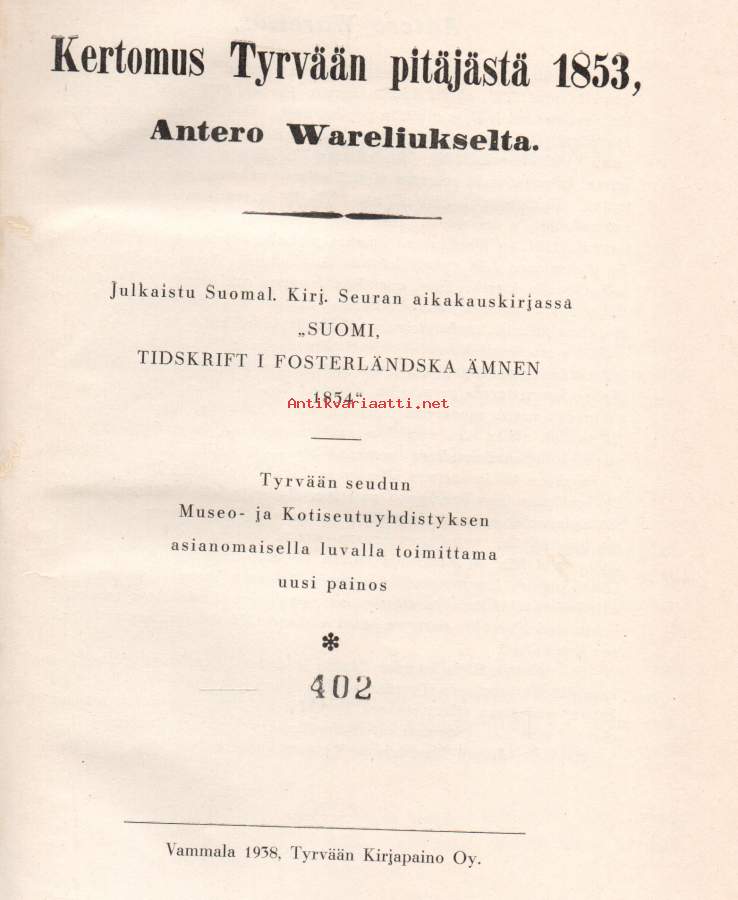 Kertomus Tyrvään pitäjästä 1853,
Antero Wareliukselta.
Julkaistu Suomal. Kirj. Seuran aikakauskirjassa
„SUOMI,
TIDSKRIFT I FOSTERLÄNDSKA ÄMNEN
1854“
Antikvariaatti.net
Tyrvään seudun
Museo- ja Kotiseutuyhdistyksen
asianomaisella luvalla toimittama
uusi painos
402
Vammala 1938, Tyrvään Kirjapaino Oy.